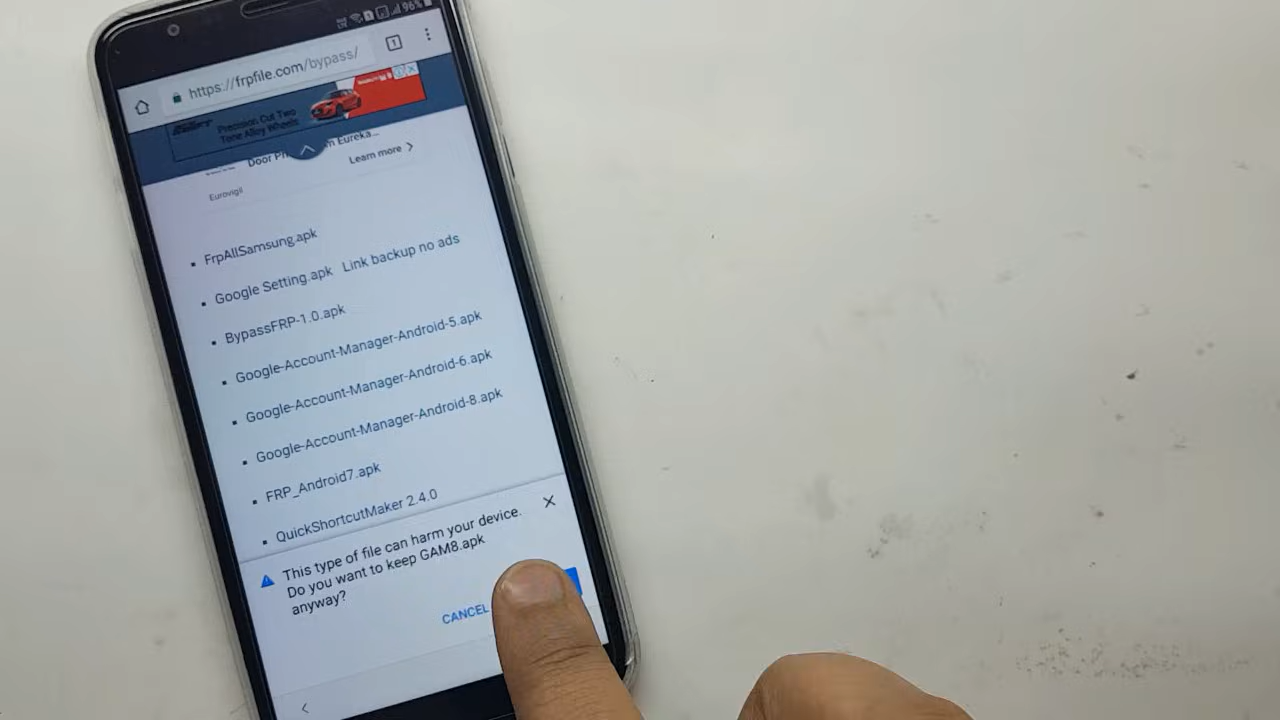 96%
https://frpfile.com/bypass/
1
Precision Cut Two
Tone Alloy Wheels
Eureka...
Learn more
Eurovigil
FrpAllSamsung.apk
Google Setting.apk Link backup no ads
BypassFRP-1.0.apk
Google-Account-Manager-Android-5.apk
Google-Account-Manager-Android-6.apk
Google-Account-Manager-Android-8.apk
FRP_Android7.apk
QuickShortcutMaker 2.4.0
This type of file can harm your device.
Do you want to keep GAM8.apk
anyway?
CANCEL